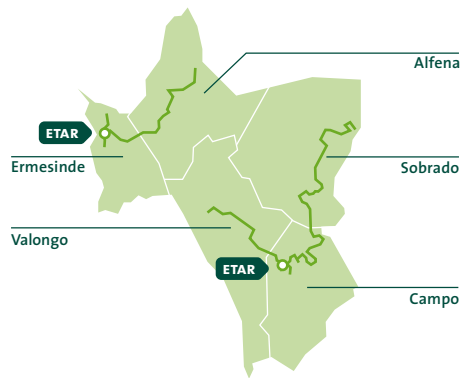 Alfena
ETAR
Ermesinde
Sobrado
Valongo
ETAR
Campo